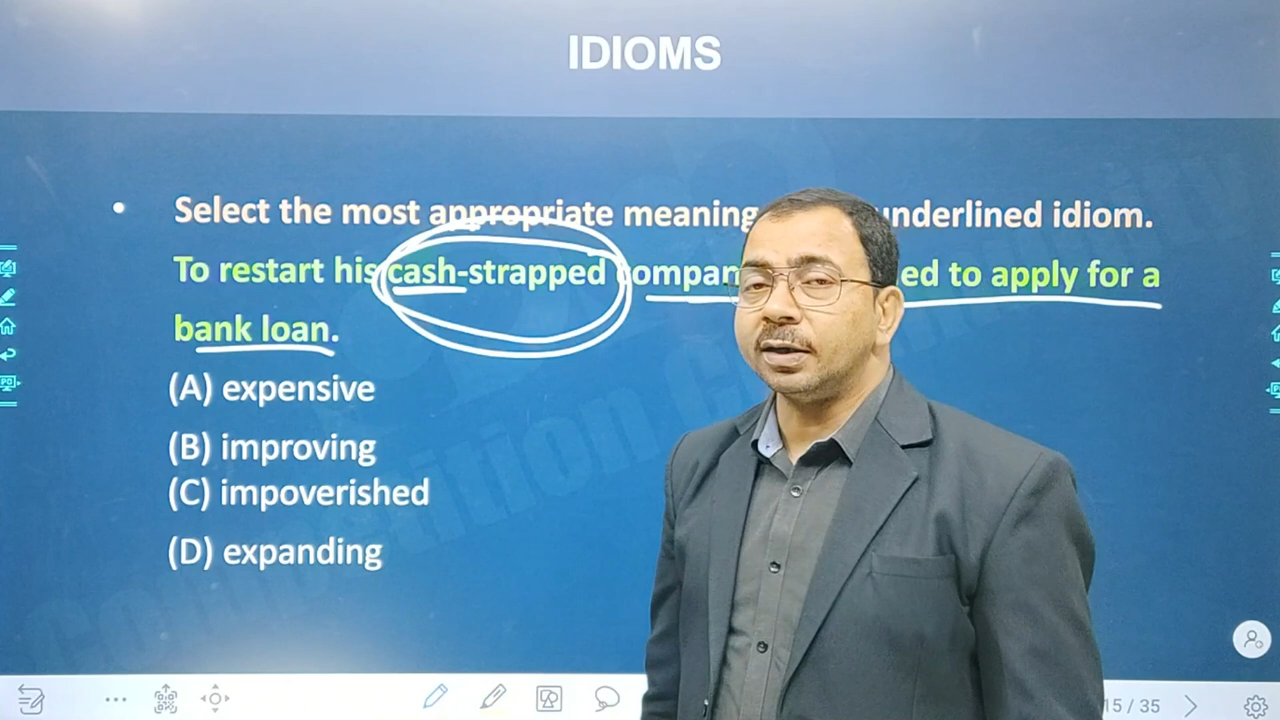 IDIOMS
• Select the most appropriate meaning underlined idiom.
To restart his cash-strapped compan ed to apply for a
bank loan.
(A) expensive
(B) improving
(C) impoverished
(D) expanding
15 / 35